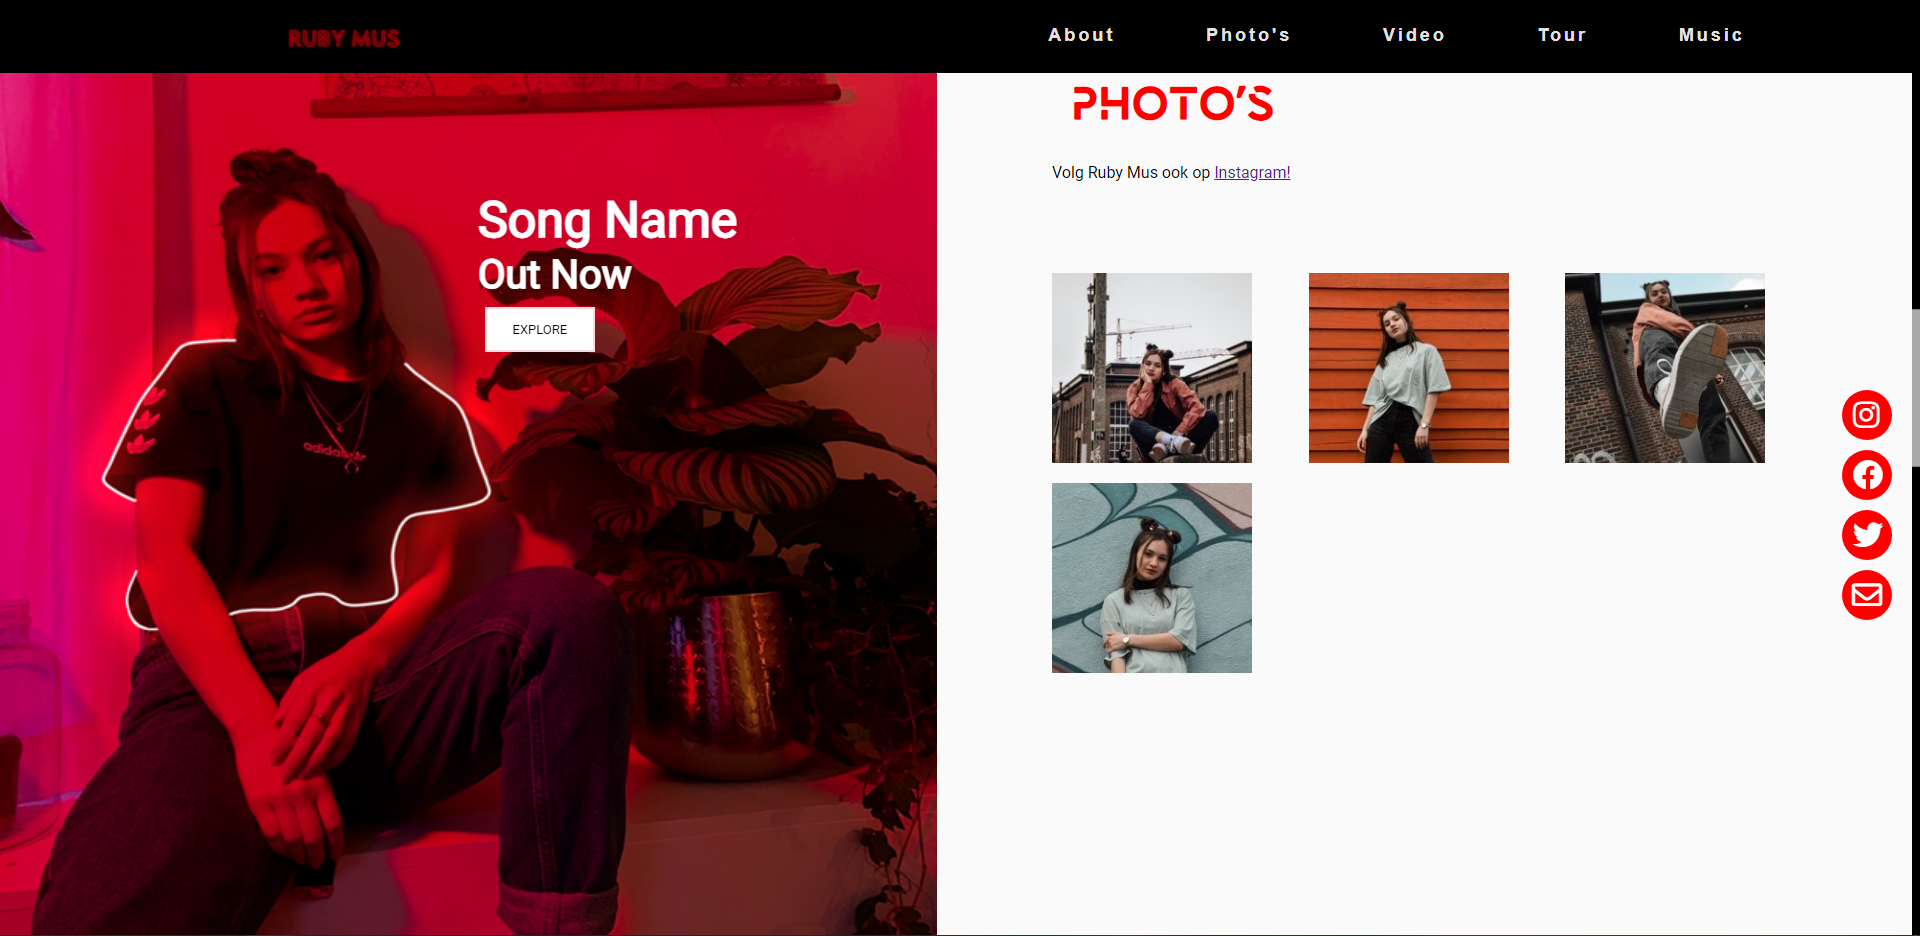 RUBY MUS
About
Photo's
Video
Tour
Music
Song Name
Out Now
EXPLORE
adidas
PHOTO'S
Volg Ruby Mus ook op Instagram!